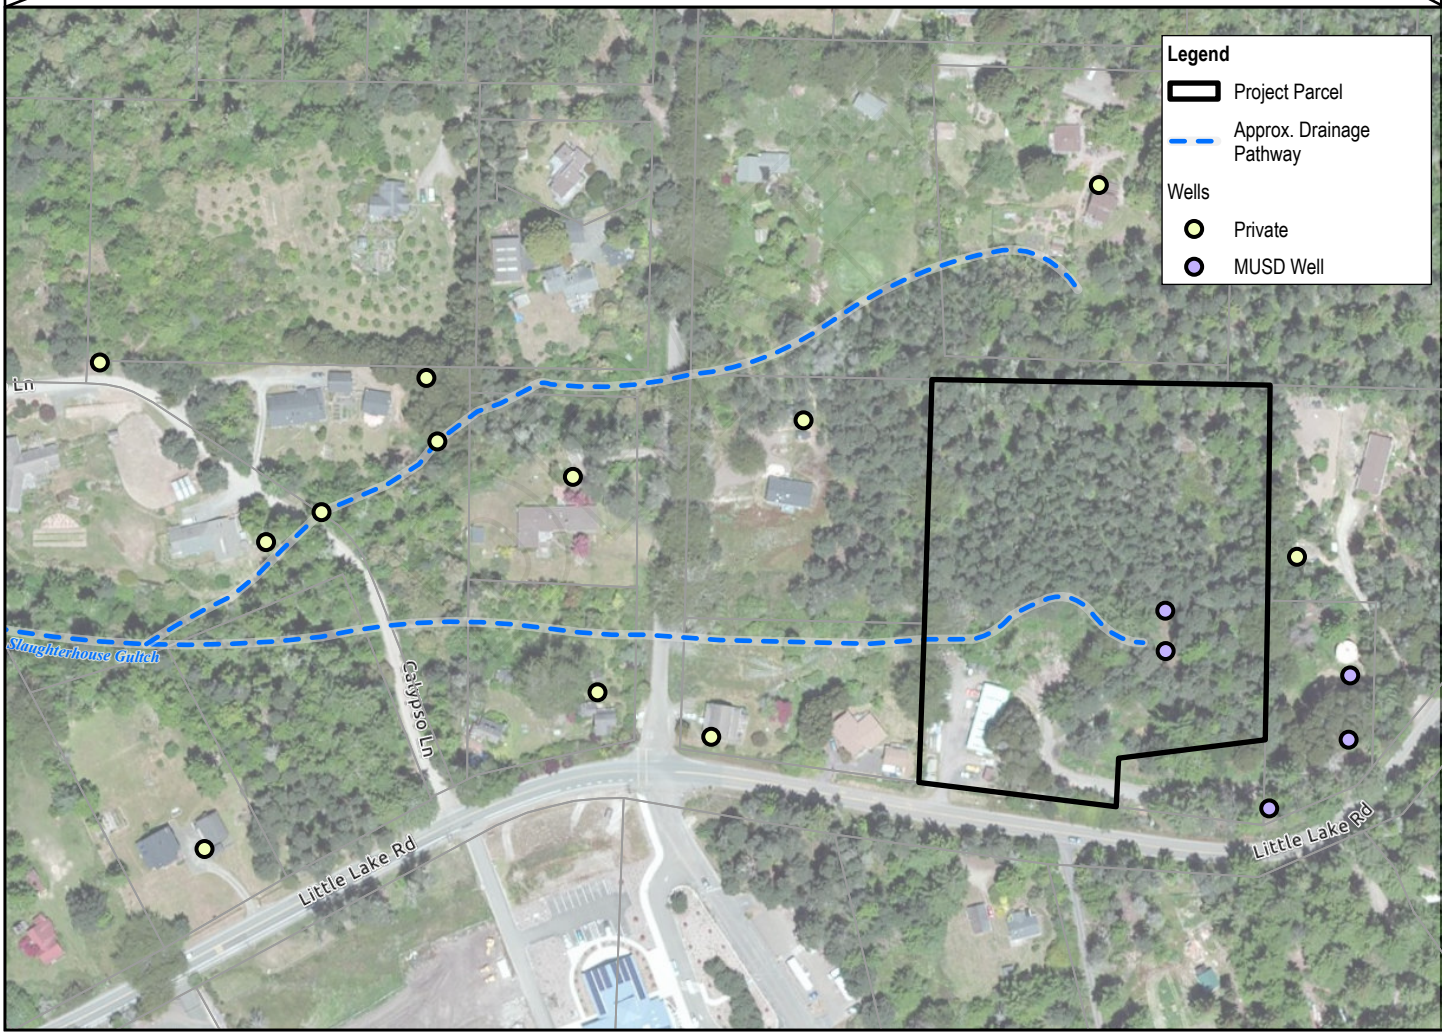 Legend
Project Parcel
Approx. Drainage
Pathway
Wells
Private
MUSD Well
Ln
Slaughterhouse Gultch
Calypso Ln
Little Lake Rd
Little Lake Rd